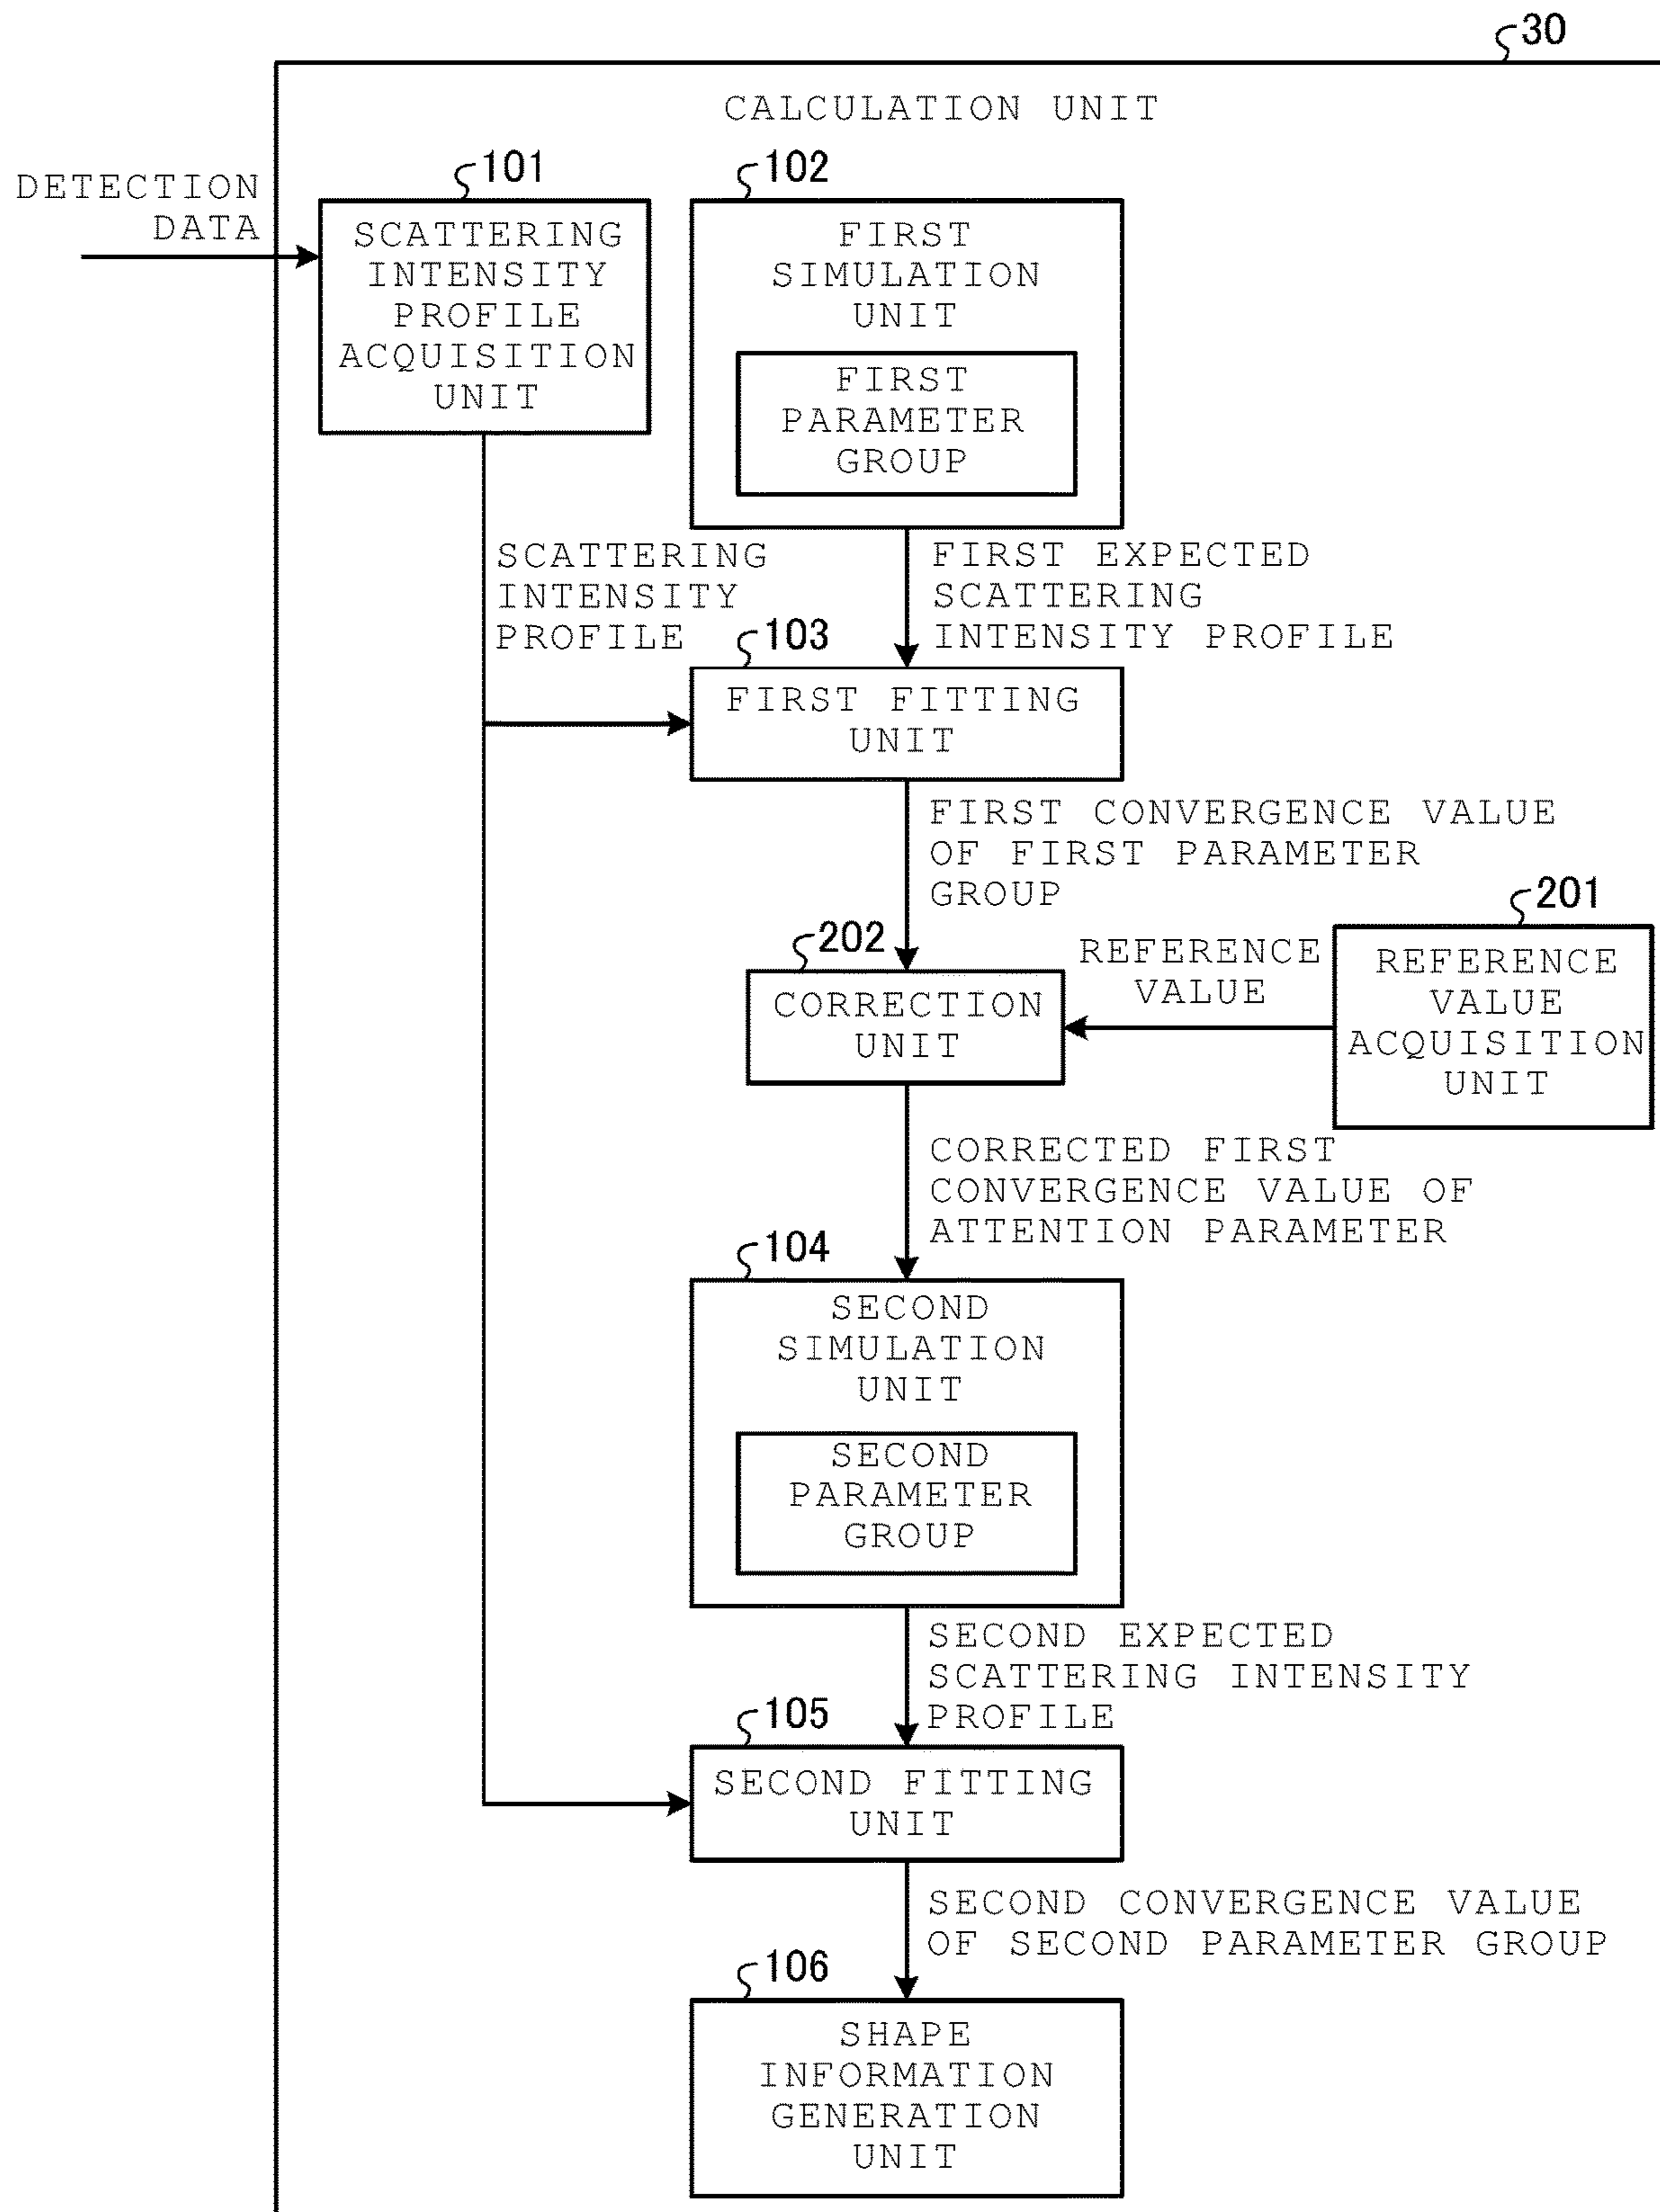 30
CALCULATION UNIT
DETECTION
DATA
101
SCATTERING
INTENSITY
PROFILE
ACQUISITION
UNIT
102
FIRST
SIMULATION
UNIT
FIRST
PARAMETER
GROUP
SCATTERING
INTENSITY
PROFILE
FIRST EXPECTED
SCATTERING
INTENSITY PROFILE
103
FIRST FITTING
UNIT
FIRST CONVERGENCE VALUE
OF FIRST PARAMETER
GROUP
202
CORRECTION
UNIT
REFERENCE
VALUE
201
REFERENCE
VALUE
ACQUISITION
UNIT
CORRECTED FIRST
CONVERGENCE VALUE OF
ATTENTION PARAMETER
104
SECOND
SIMULATION
UNIT
SECOND
PARAMETER
GROUP
SECOND EXPECTED
SCATTERING INTENSITY
PROFILE
105
SECOND FITTING
UNIT
SECOND CONVERGENCE VALUE
OF SECOND PARAMETER GROUP
106
SHAPE
INFORMATION
GENERATION
UNIT